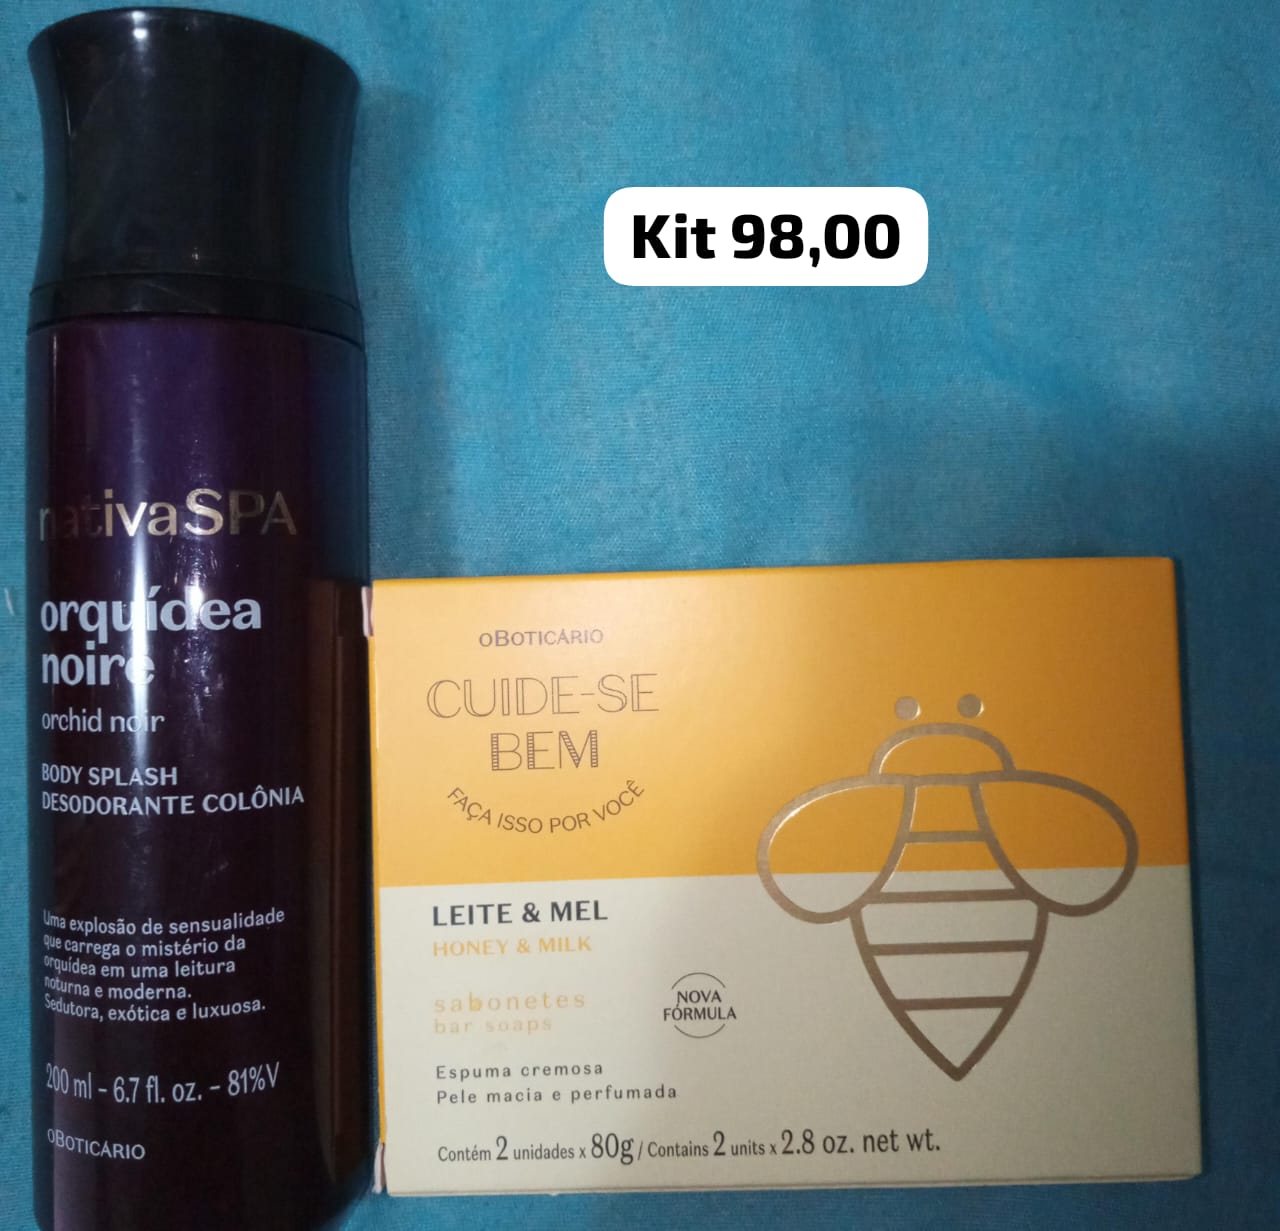 Kit 98,00
nativaSPA
orquídea
noire
orchid noir
BODY SPLASH
DESODORANTE COLÔNIA
Uma explosão de sensualidade
que carrega o mistério da
orquídea em uma leitura
noturna e moderna.
Sedutora, exótica e luxuosa.
200 ml - 6.7 fl. oz. - 81%V
oBOTICÁRIO
oBOTICÁRIO
CUIDE-SE
BEM
FAÇA ISSO POR VOCÊ
LEITE & MEL
HONEY & MILK
sabonetes
bar soaps
NOVA
FÓRMULA
Espuma cremosa
Pele macia e perfumada
Contém 2 unidades x 80g / Contains 2 units x 2.8 oz. net wt.